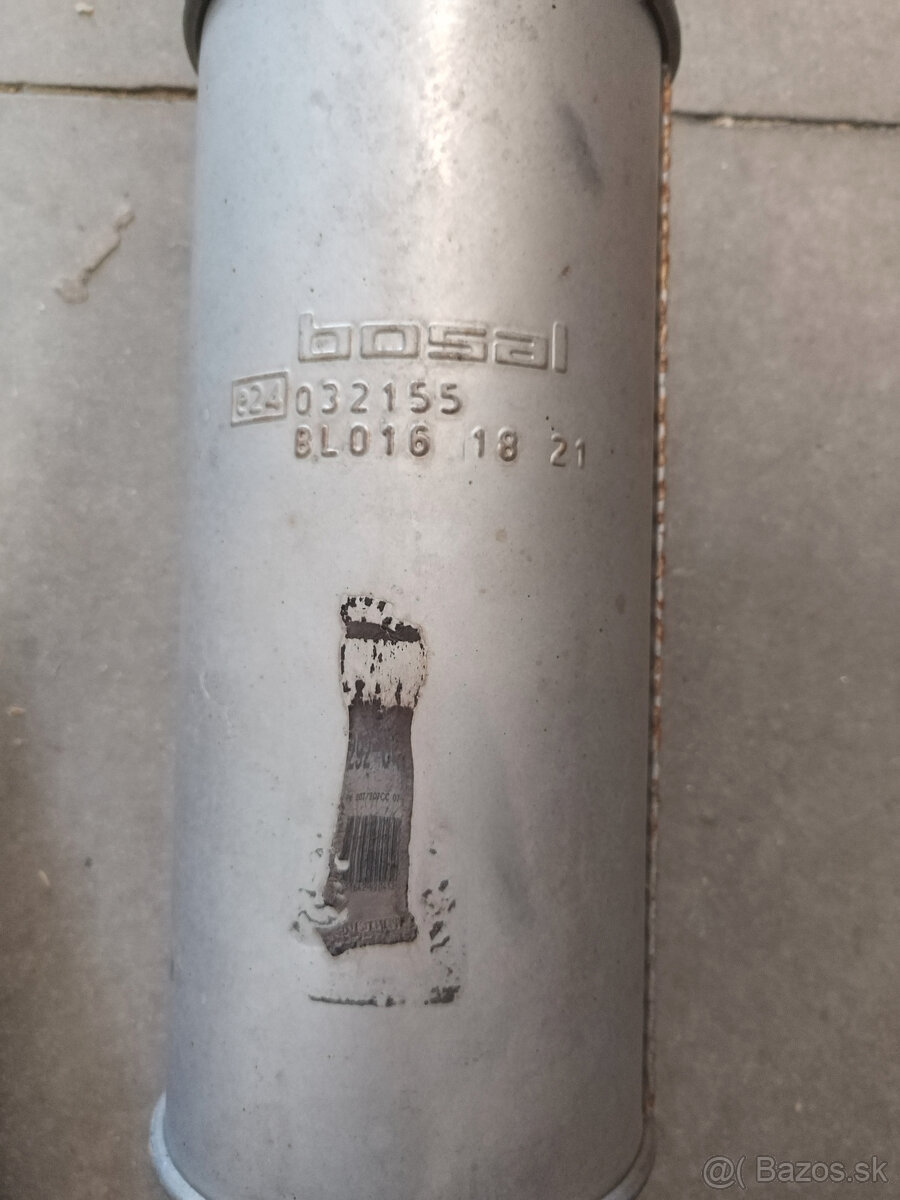 bosal
e24 032155
BL016 18 21
@( Bazos.sk